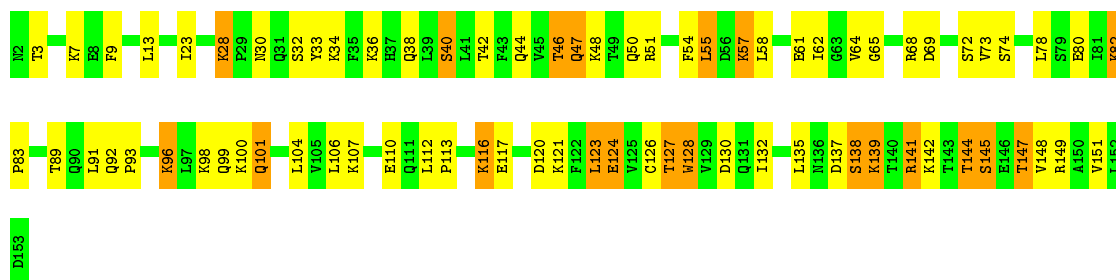 N2 T3 K7 E8 F9 L13 I23 K28 P29 N30 Q31 S32 Y33 K34 F35 K36 H37 Q38 L39 S40 L41 T42 F43 Q44 V45 T46 Q47 K48 T49 Q50 R51 F54 L55 D56 K57 L58 E61 I62 G63 V64 G65 R68 D69 S72 V73 S74 L78 S79 E80 I81 K82
P83 T89 Q90 L91 Q92 P93 K96 L97 K98 Q99 K100 Q101 L104 V105 L106 K107 E110 Q111 L112 P113 K116 E117 D120 K121 F122 L123 E124 V125 C126 T127 W128 V129 D130 Q131 I132 L135 N136 D137 S138 K139 T140 R141 K142 T143 T144 S145 E146 T147 V148 R149 A150 V151 L152
D153